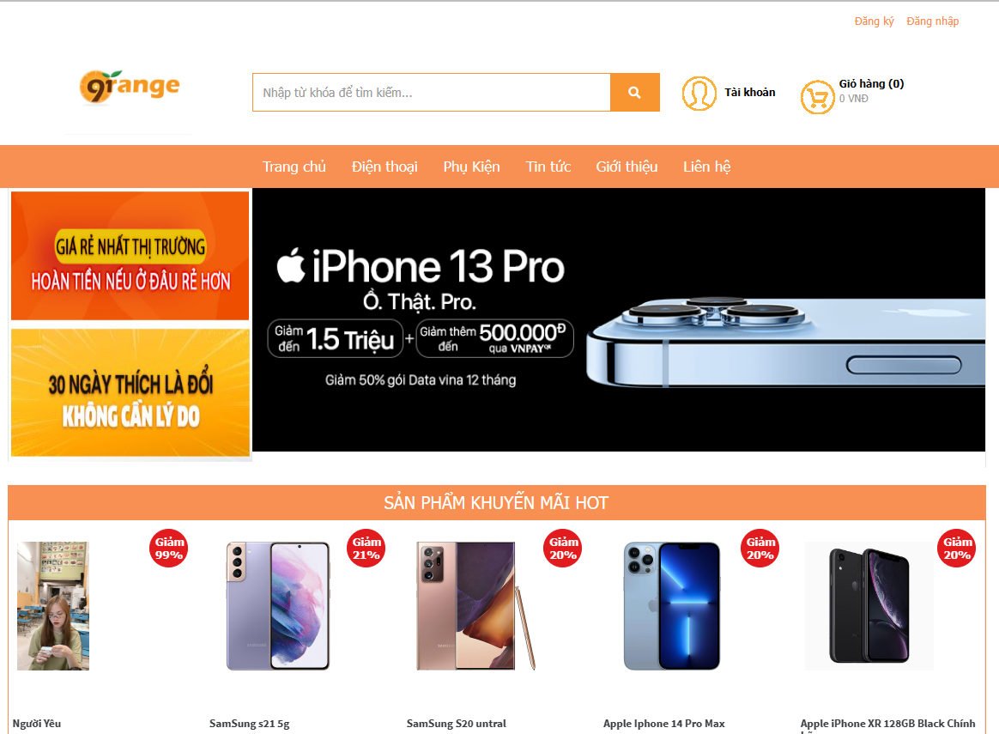 Đăng ký Đăng nhập
9range
Nhập từ khóa để tìm kiếm...
Tài khoản
Giỏ hàng (0)
0 VNĐ
Trang chủ Điện thoại Phụ Kiện Tin tức Giới thiệu Liên hệ
GIÁ RẺ NHẤT THỊ TRƯỜNG
HOÀN TIỀN NẾU Ở ĐÂU RẺ HƠN
30 NGÀY THÍCH LÀ ĐỔI
KHÔNG CẦN LÝ DO
iPhone 13 Pro
Ồ. Thật. Pro.
Giảm đến 1.5 Triệu + Giảm thêm đến 500.000Đ qua VNPAYQR
Giảm 50% gói Data vina 12 tháng
SẢN PHẨM KHUYẾN MÃI HOT
Giảm 99%
Giảm 21%
Giảm 20%
Giảm 20%
Giảm 20%
Người Yêu
SamSung s21 5g
SamSung S20 untral
Apple Iphone 14 Pro Max
Apple iPhone XR 128GB Black Chính